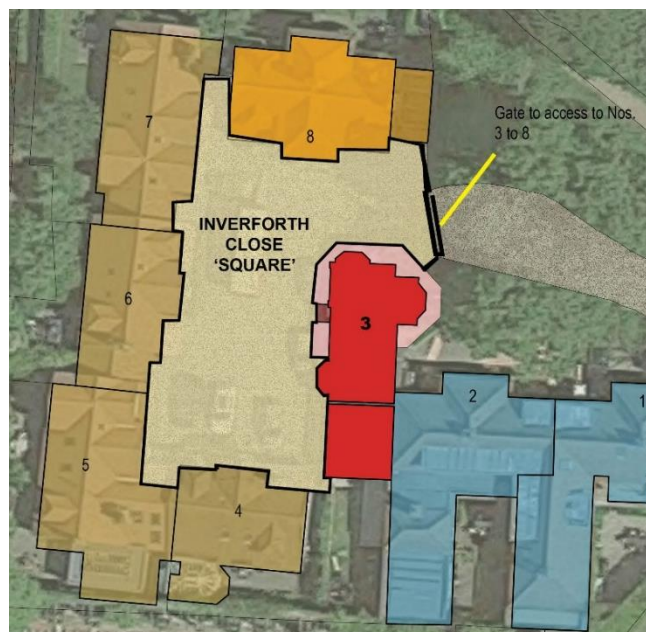 7
8
Gate to access to Nos.
3 to 8
INVERFORTH
CLOSE
'SQUARE'
6
3
2
1
5
4